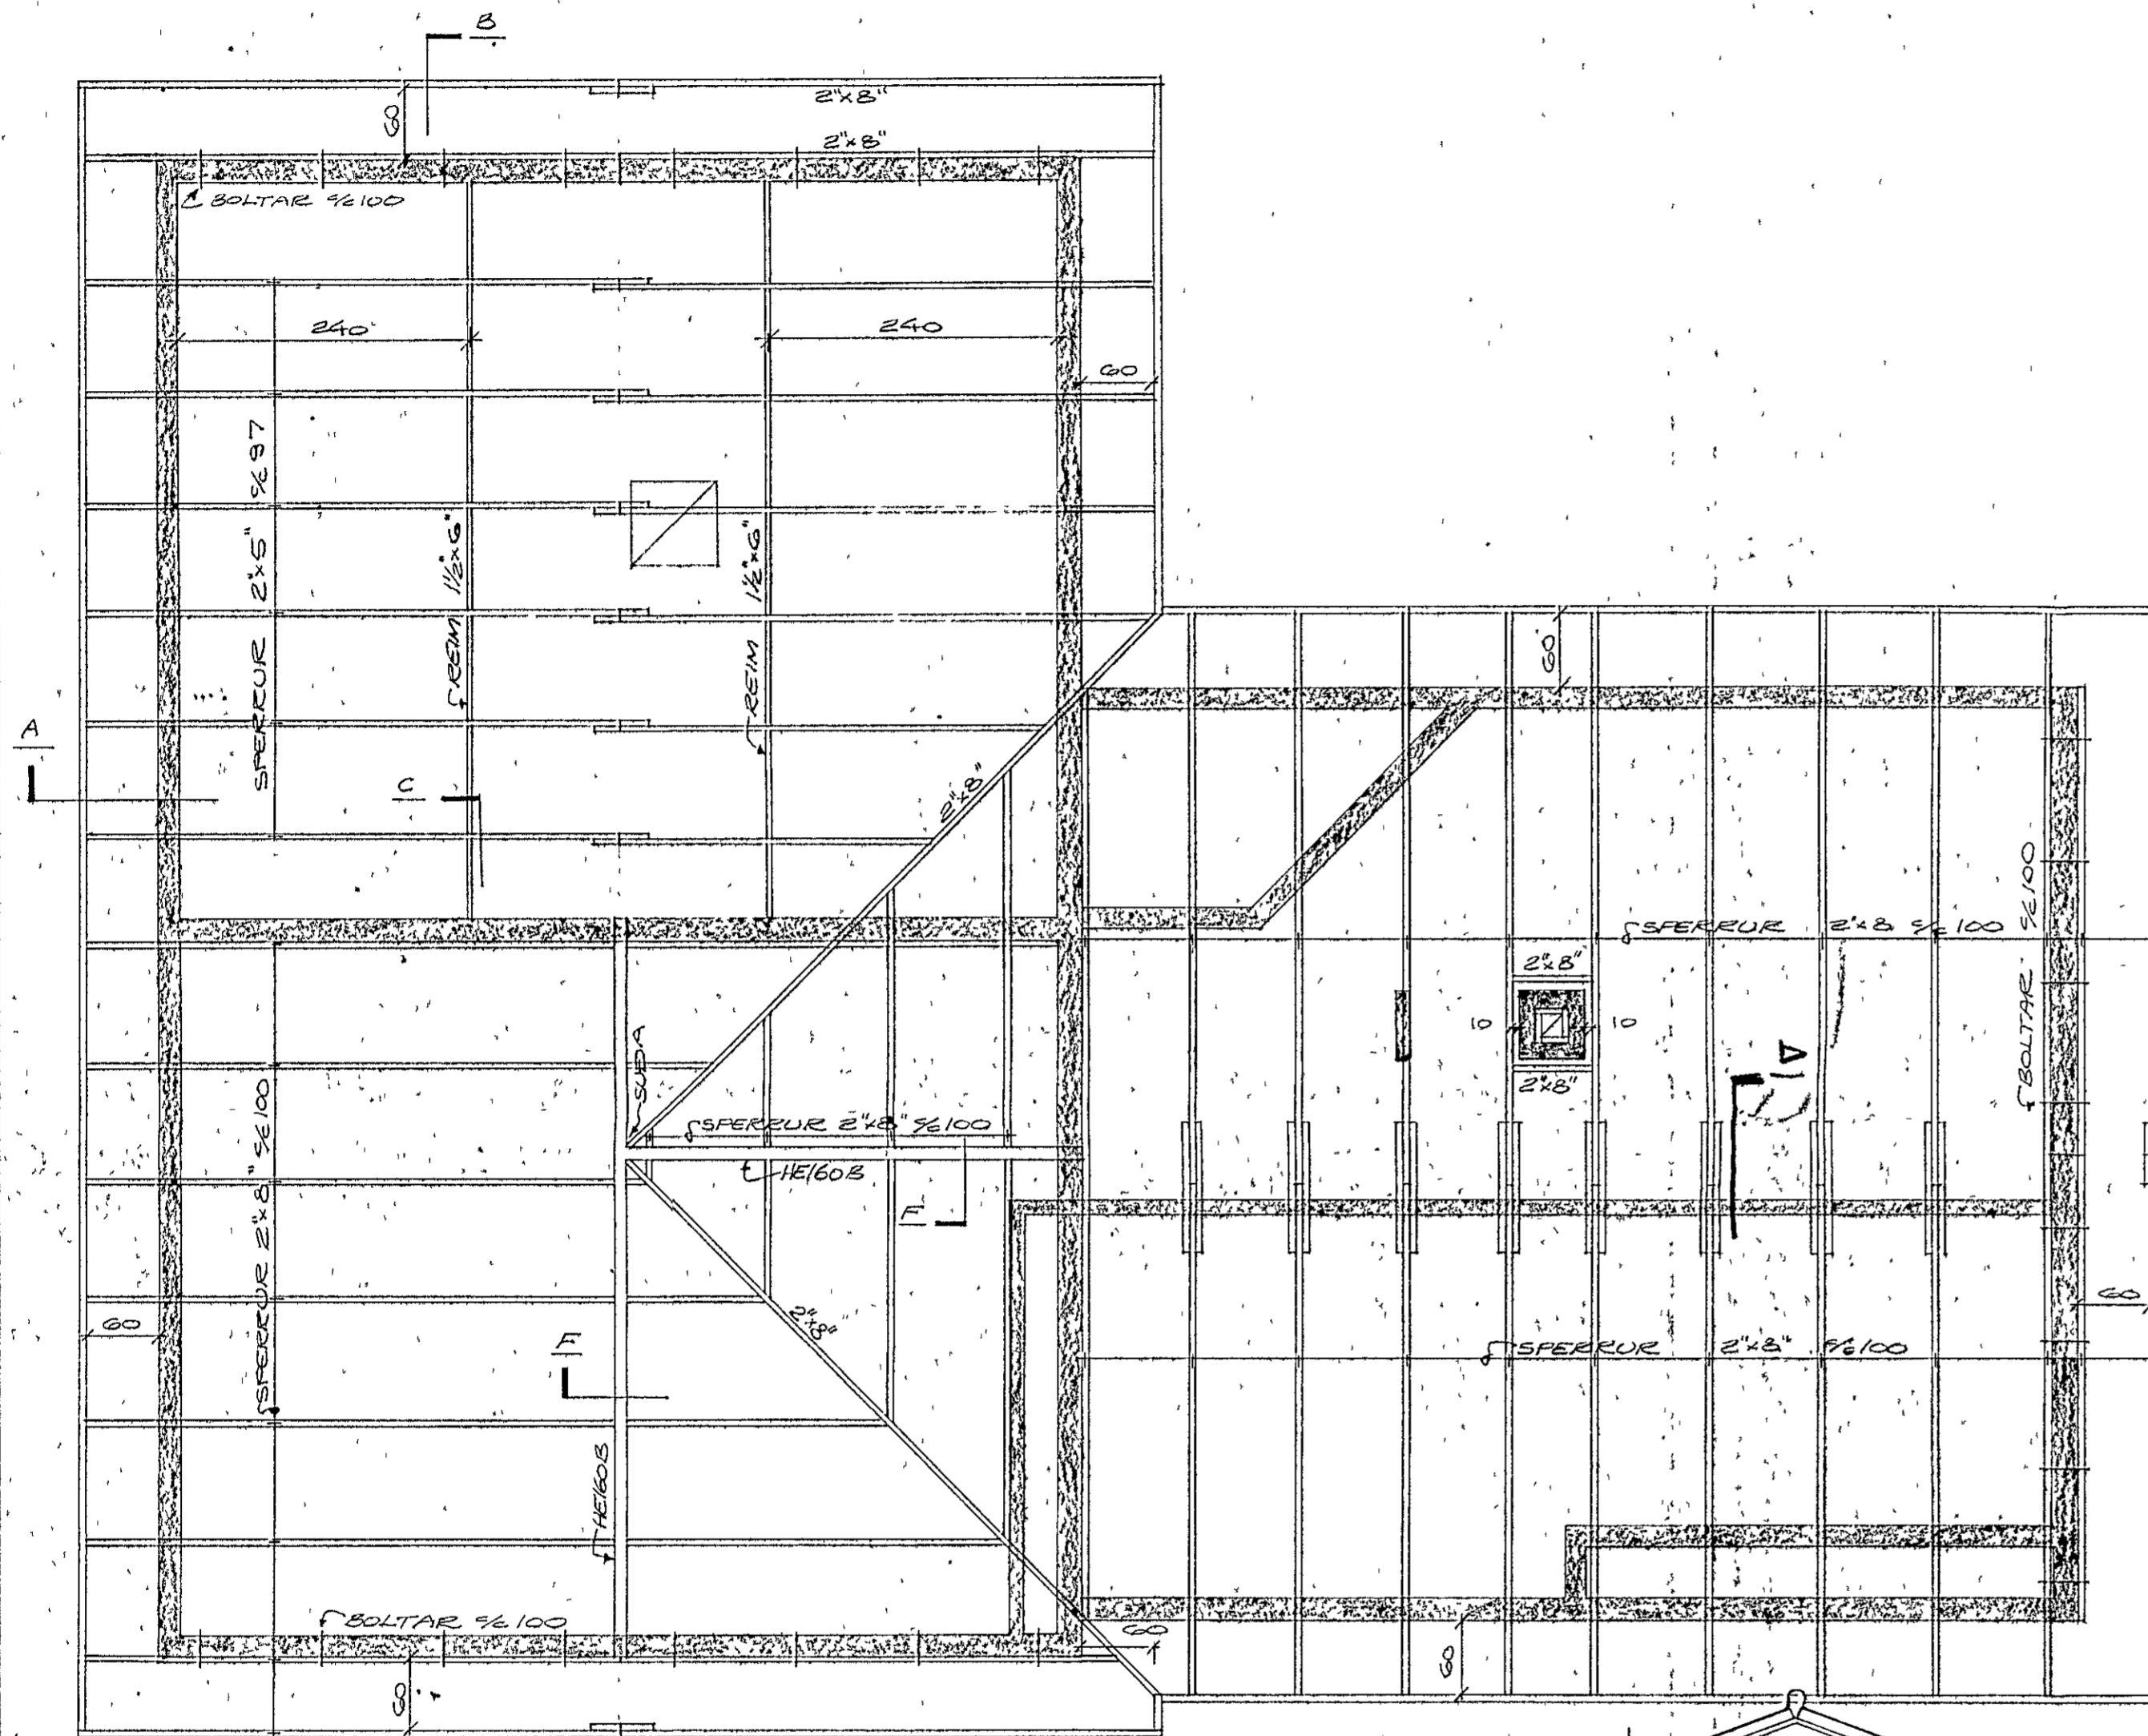 B
2"x8"
60
2"x8"
BOLTAR c/c 100
240
240
60
SPERRUR 2"x5" c/c 97
REIM 1½"x6"
REIM 1½"x6"
60
A
C
2"x8"
BOLTAR c/c 100
SPERRUR 2"x8 c/c 100
2"x8"
10
10
SUÐA
2"x8"
SPERRUR 2"x8" c/c 100
SPERRUR 2"x8" c/c 100
HE160B
F
60
60
2"x8"
SPERRUR 2"x8" c/c 100
HE160B
BOLTAR c/c 100
60
60
60